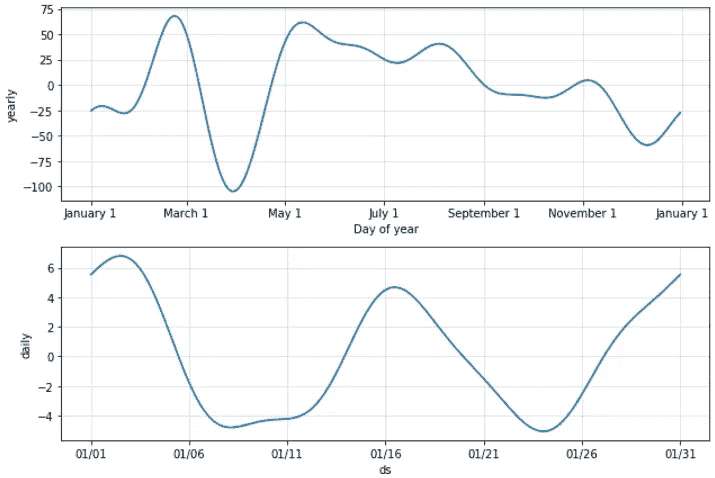 75
50
25
0
−25
−50
−75
−100
yearly
January 1 March 1 May 1 July 1 September 1 November 1 January 1
Day of year
6
4
2
0
−2
−4
daily
01/01 01/06 01/11 01/16 01/21 01/26 01/31
ds